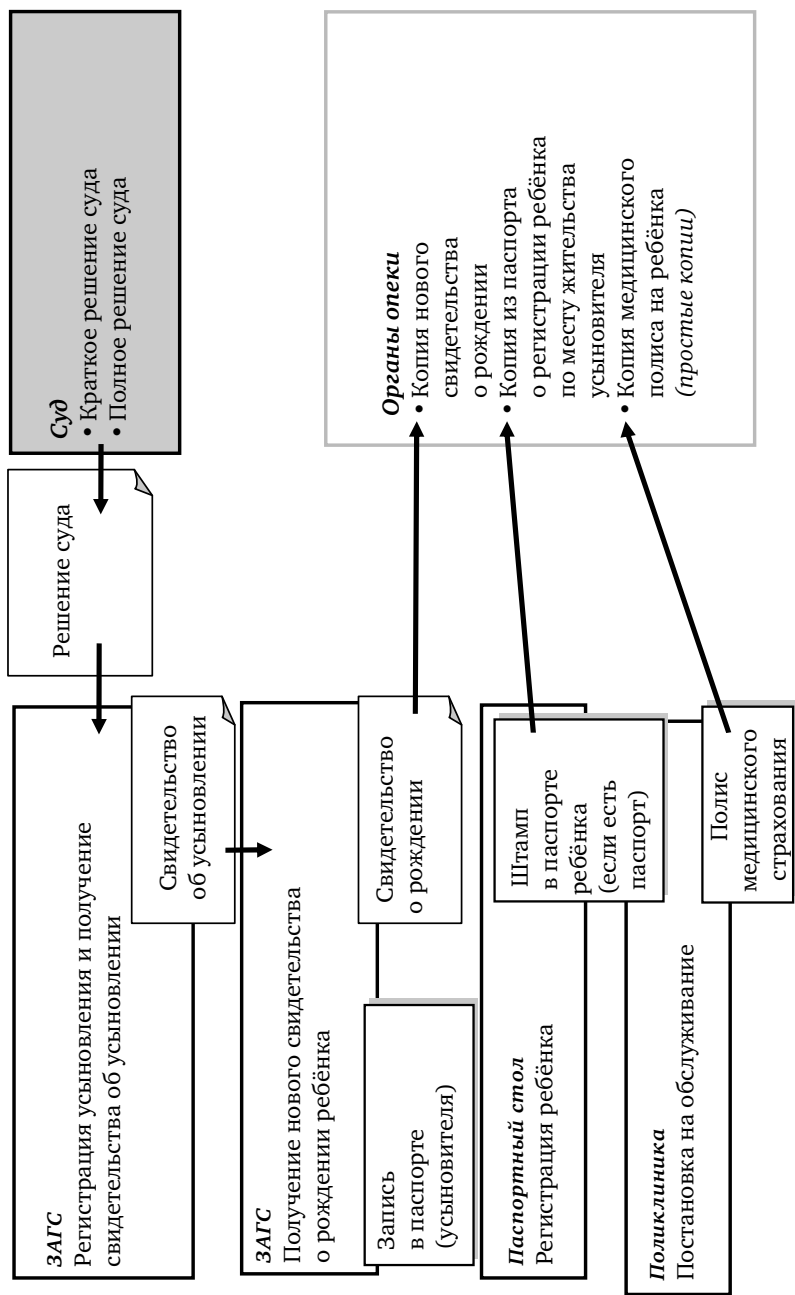 Суд
• Краткое решение суда
• Полное решение суда
Решение суда
ЗАГС
Регистрация усыновления и получение
свидетельства об усыновлении
Свидетельство
об усыновлении
ЗАГС
Получение нового свидетельства
о рождении ребёнка
Свидетельство
о рождении
Запись
в паспорте
(усыновителя)
Паспортный стол
Регистрация ребёнка
Штамп
в паспорте
ребёнка
(если есть
паспорт)
Поликлиника
Постановка на обслуживание
Полис
медицинского
страхования
Органы опеки
• Копия нового
свидетельства
о рождении
• Копия из паспорта
о регистрации ребёнка
по месту жительства
усыновителя
• Копия медицинского
полиса на ребёнка
(простые копии)